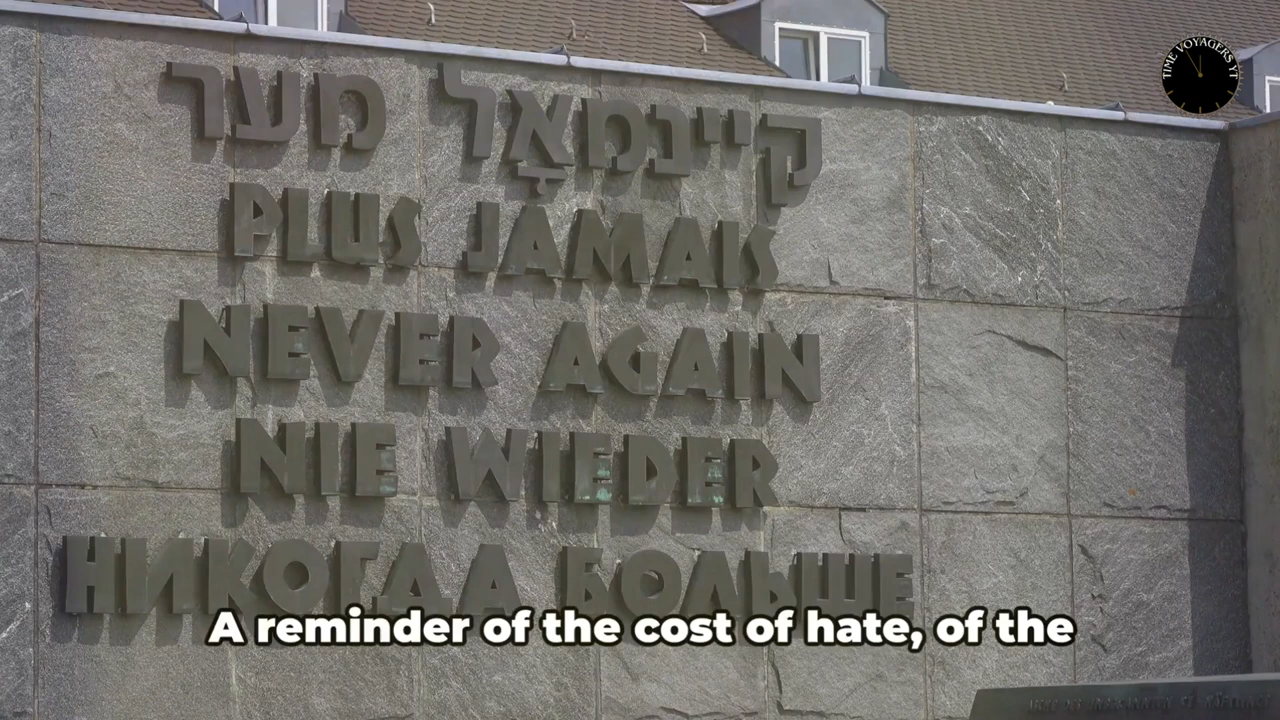 TIME VOYAGERS YT
קיינמאָל מער
PLUS JAMAIS
NEVER AGAIN
NIE WIEDER
НИКОГДА БОЛЬШЕ
A reminder of the cost of hate, of the